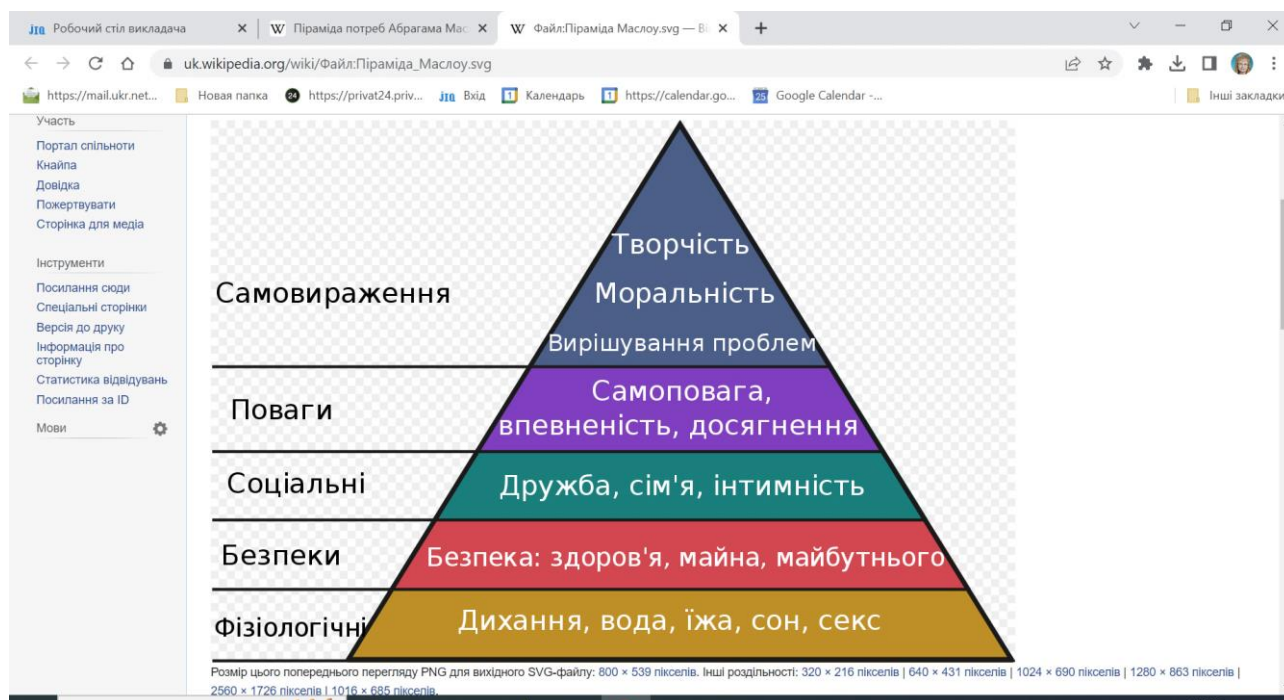 Робочий стіл викладача
Піраміда потреб Абрагама Мас
Файл:Піраміда Маслоу.svg — Ві
uk.wikipedia.org/wiki/Файл:Піраміда_Маслоу.svg
https://mail.ukr.net...
Новая папка
24
https://privat24.priv...
Вхід
1
Календарь
1
https://calendar.go...
25
Google Calendar -...
Інші закладки
Участь
Портал спільноти
Кнайпа
Довідка
Пожертвувати
Сторінка для медіа
Інструменти
Посилання сюди
Спеціальні сторінки
Версія до друку
Інформація про
сторінку
Статистика відвідувань
Посилання за ID
Мови
Творчість
Самовираження
Моральність
Вирішування проблем
Поваги
Самоповага,
впевненість, досягнення
Соціальні
Дружба, сім'я, інтимність
Безпеки
Безпека: здоров'я, майна, майбутнього
Фізіологічні
Дихання, вода, їжа, сон, секс
Розмір цього попереднього перегляду PNG для вихідного SVG-файлу: 800 × 539 пікселів. Інші роздільності: 320 × 216 пікселів | 640 × 431 пікселів | 1024 × 690 пікселів | 1280 × 863 пікселів |
2560 × 1726 пікселів | 1016 × 685 пікселів.